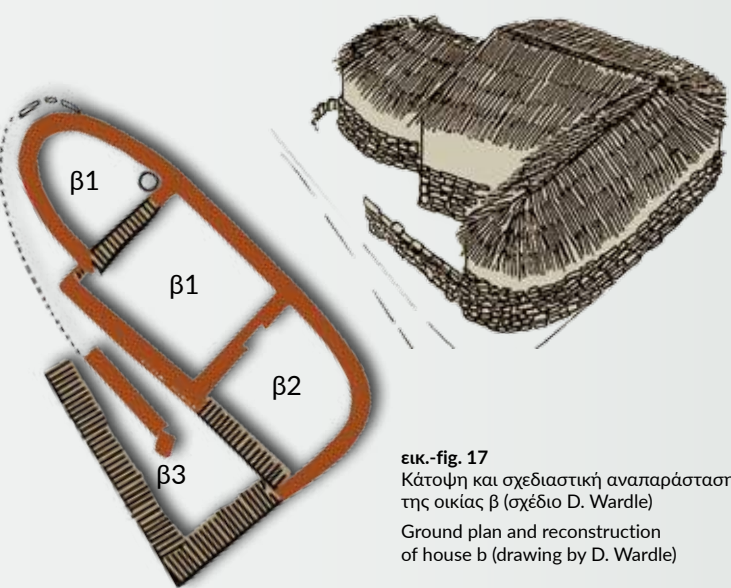 β1
β1
β2
β3
εικ.-fig. 17
Κάτοψη και σχεδιαστική αναπαράσταση
της οικίας β (σχέδιο D. Wardle)
Ground plan and reconstruction
of house b (drawing by D. Wardle)